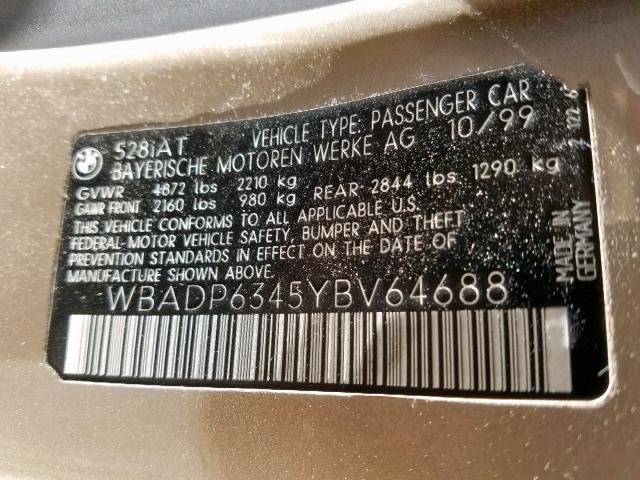 BMW
528iAT VEHICLE TYPE: PASSENGER CAR
BAYERISCHE MOTOREN WERKE AG 10/99
GVWR 4872 lbs 2210 kg
GAWR FRONT 2160 lbs 980 kg REAR 2844 lbs 1290 kg
THIS VEHICLE CONFORMS TO ALL APPLICABLE U.S.
FEDERAL-MOTOR VEHICLE SAFETY, BUMPER AND THEFT
PREVENTION STANDARDS IN EFFECT ON THE DATE OF
MANUFACTURE
WBADP6345YBV64688
MADE IN
GERMANY